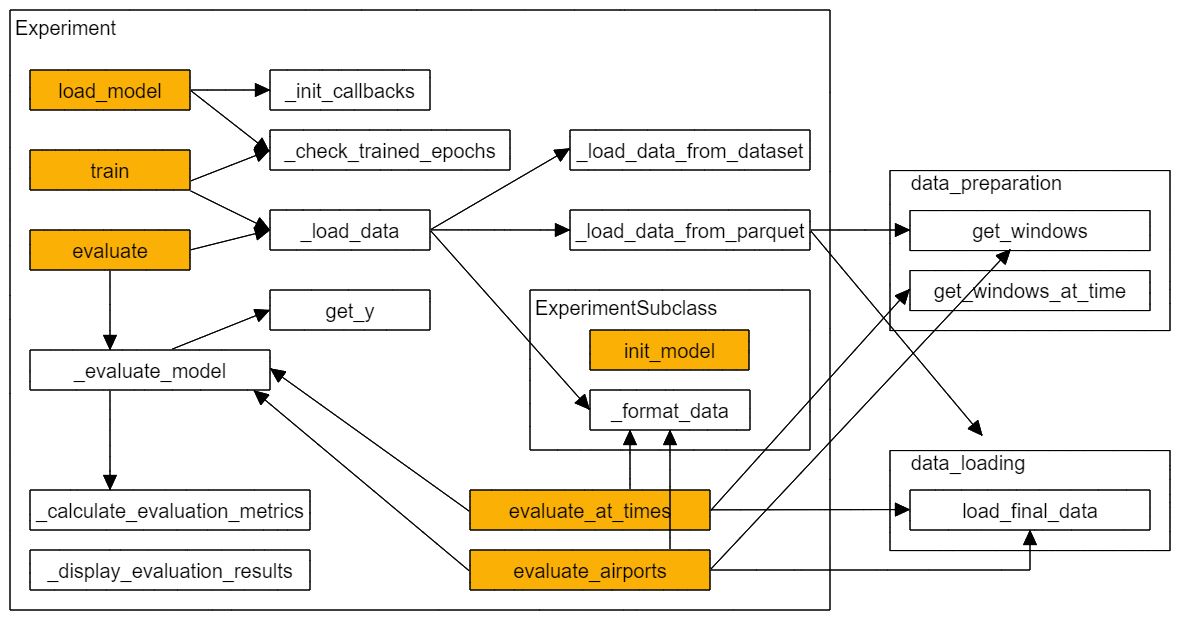 Experiment
load_model
_init_callbacks
_check_trained_epochs
_load_data_from_dataset
train
data_preparation
_load_data
_load_data_from_parquet
get_windows
evaluate
get_windows_at_time
get_y
ExperimentSubclass
init_model
_evaluate_model
_format_data
data_loading
_calculate_evaluation_metrics
evaluate_at_times
load_final_data
_display_evaluation_results
evaluate_airports